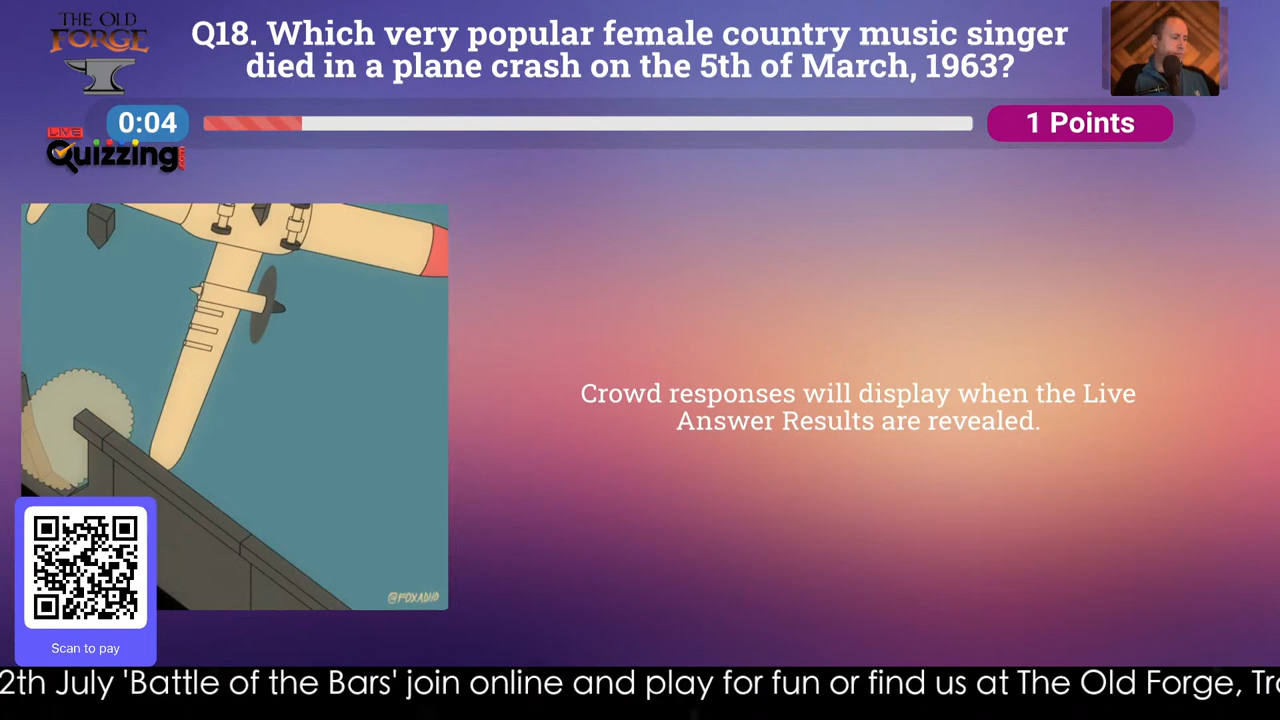 THE OLD
FORGE
Q18. Which very popular female country music singer
died in a plane crash on the 5th of March, 1963?
0:04
1 Points
LIVE
Quizzing
.com
Crowd responses will display when the Live
Answer Results are revealed.
@FOXADHD
Scan to pay
2th July 'Battle of the Bars' join online and play for fun or find us at The Old Forge, Tra